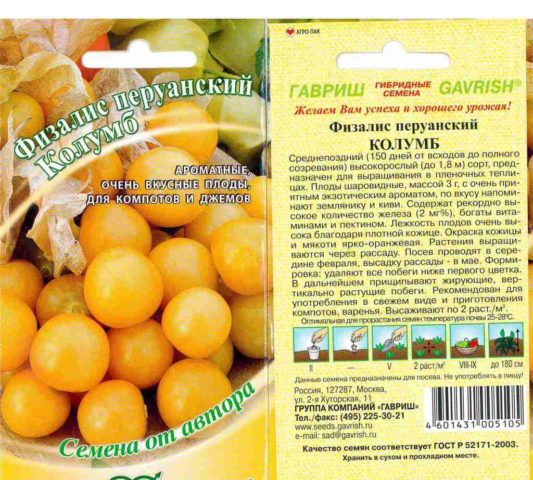 Физалис перуанский
Колумб
АРОМАТНЫЕ,
ОЧЕНЬ ВКУСНЫЕ ПЛОДЫ,
ДЛЯ КОМПОТОВ И ДЖЕМОВ
Семена от автора
АГРО-ПАК
ГАВРИШ ГИБРИДНЫЕ СЕМЕНА GAVRISH®
Желаем Вам успеха и хорошего урожая!
Физалис перуанский
КОЛУМБ
Среднепоздний (150 дней от всходов до полного
созревания) высокорослый (до 1,8 м) сорт, пред-
назначен для выращивания в пленочных тепли-
цах. Плоды шаровидные, массой 3 г, с очень при-
ятным экзотическим ароматом, по вкусу напоми-
нают землянику и киви. Содержат рекордно вы-
сокое количество железа (2 мг%), богаты вита-
минами и пектином. Лежкость плодов очень вы-
сока благодаря плотной кожице. Окраска кожицы
и мякоти ярко-оранжевая. Растения выращи-
ваются через рассаду. Посев проводят в сере-
дине февраля, высадку рассады - в мае. Форми-
ровка: удаляют все побеги ниже первого цветка.
В дальнейшем прищипывают жирующие, вер-
тикально растущие побеги. Рекомендован для
употребления в свежем виде и приготовления
компотов, варенья. Высаживают по 2 раст./м².
Оптимальная для прорастания семян температура почвы 25-28°С.
II — V 2 раст/м² VIII-IX до 180 см
Данные семена предназначены для посева. Не употреблять в пищу!
Россия, 127287, Москва,
ул. 2-я Хуторская, 11
ГРУППА КОМПАНИЙ "ГАВРИШ"
Тел./факс: (495) 225-30-21
www.seeds.gavrish.ru
e-mail: sad@gavrish.ru
4 601431 005105
Качество семян соответствует ГОСТ Р 52171-2003.
Хранить в сухом и прохладном месте.